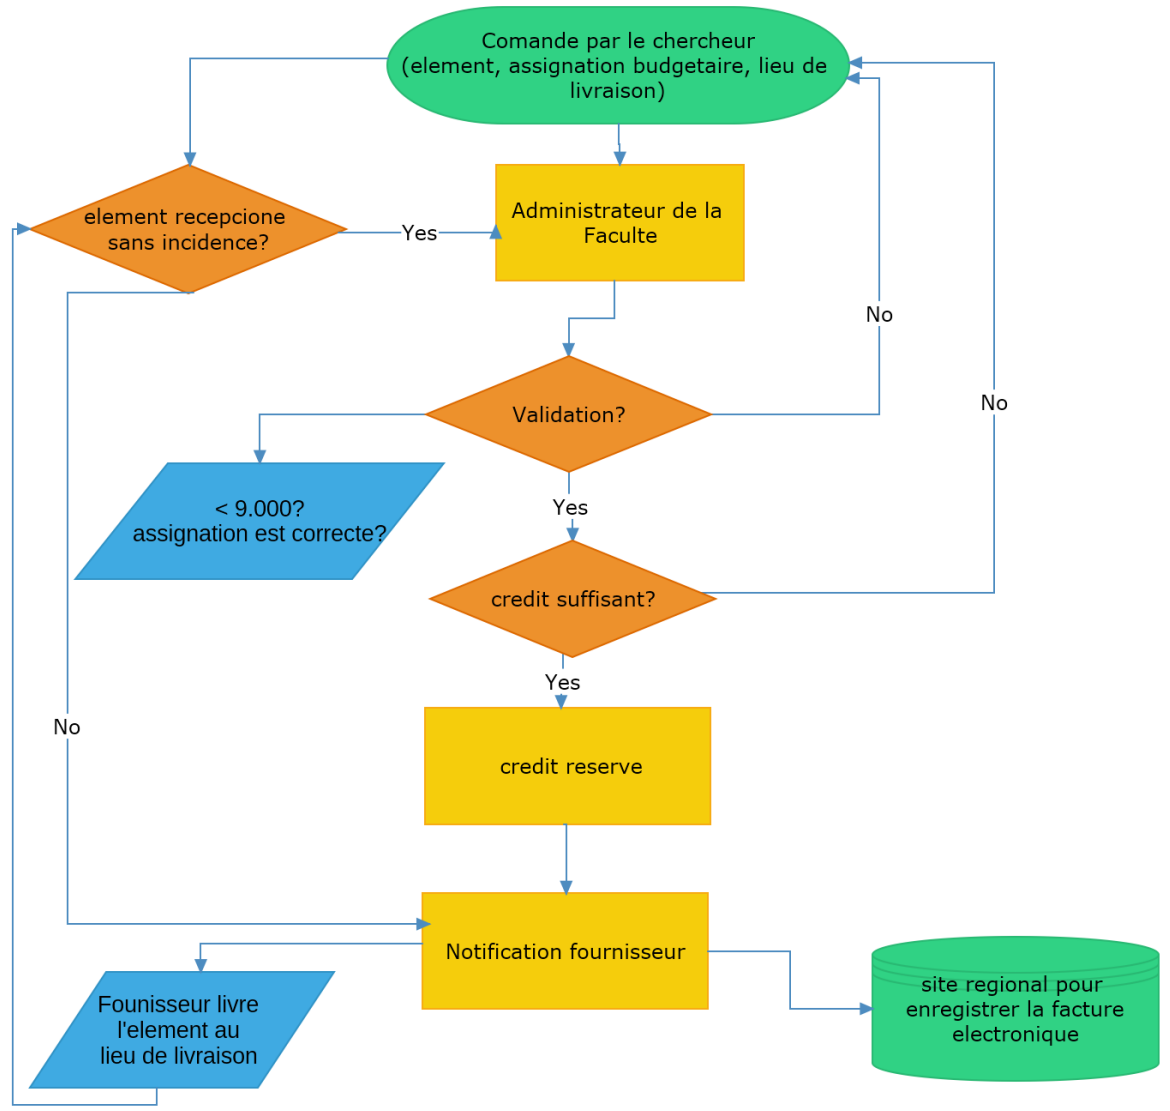 Comande par le chercheur
(element, assignation budgetaire, lieu de
livraison)
element recepcione
sans incidence?
Yes
Administrateur de la
Faculte
No
Validation?
No
< 9.000?
assignation est correcte?
Yes
credit suffisant?
Yes
No
credit reserve
Notification fournisseur
Founisseur livre
l'element au
lieu de livraison
site regional pour
enregistrer la facture
electronique